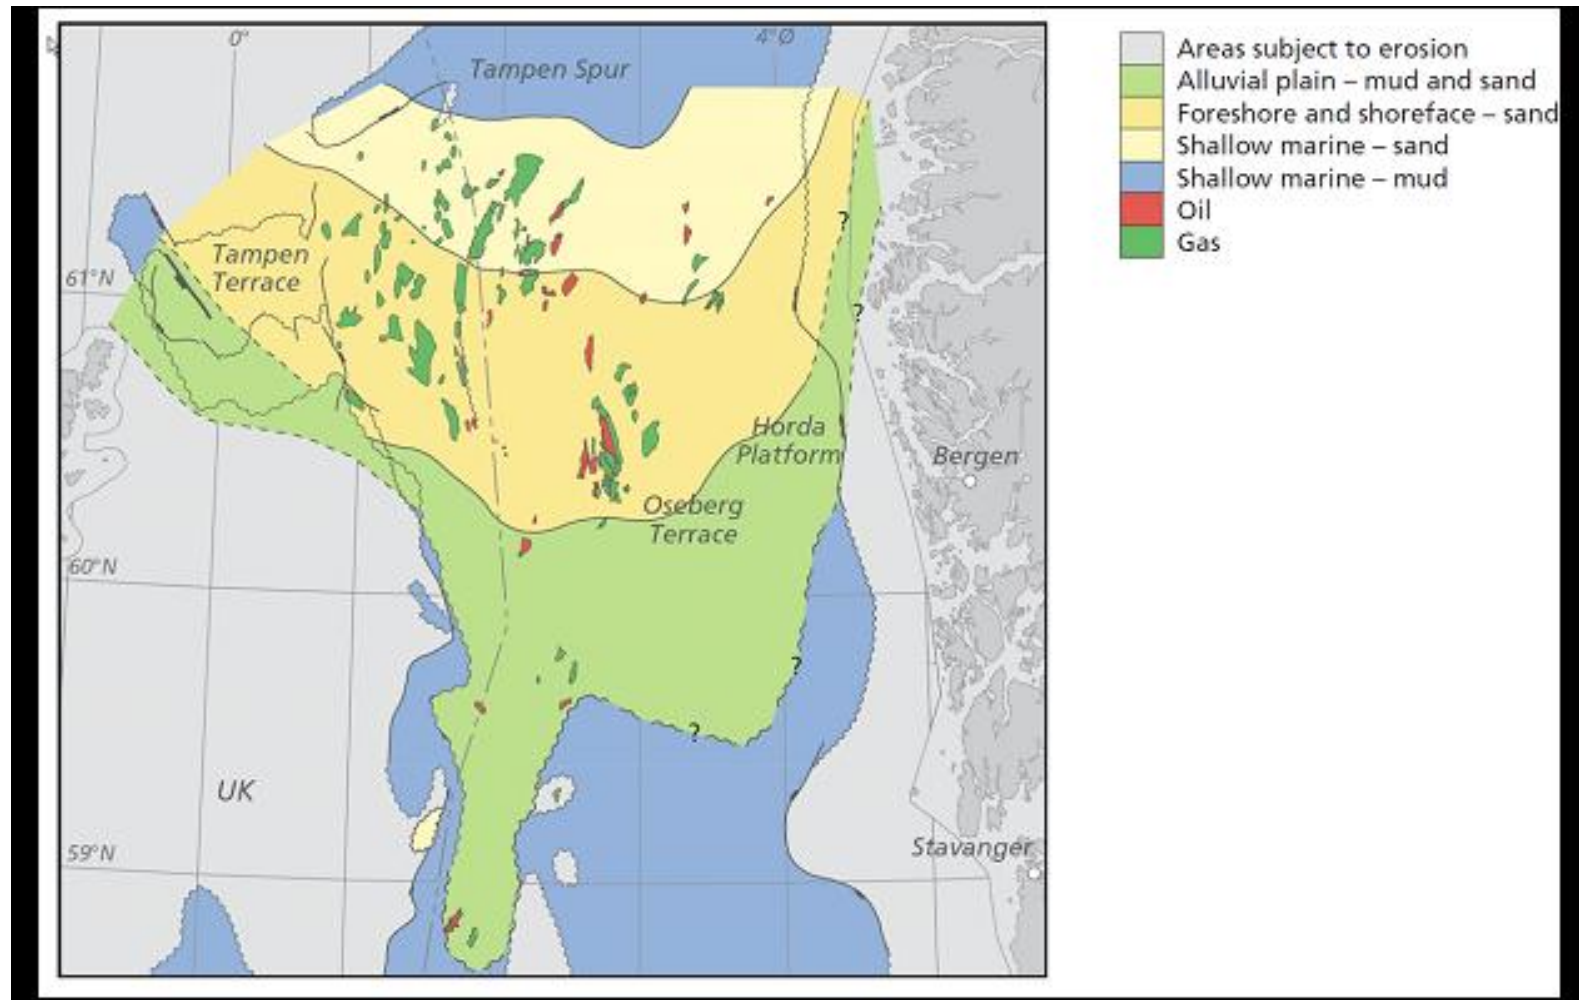 0°
4°Ø
Tampen Spur
Tampen
Terrace
61°N
?
?
Horda
Platform
Bergen
Oseberg
Terrace
60°N
?
?
UK
59°N
Stavanger
Areas subject to erosion
Alluvial plain – mud and sand
Foreshore and shoreface – sand
Shallow marine – sand
Shallow marine – mud
Oil
Gas